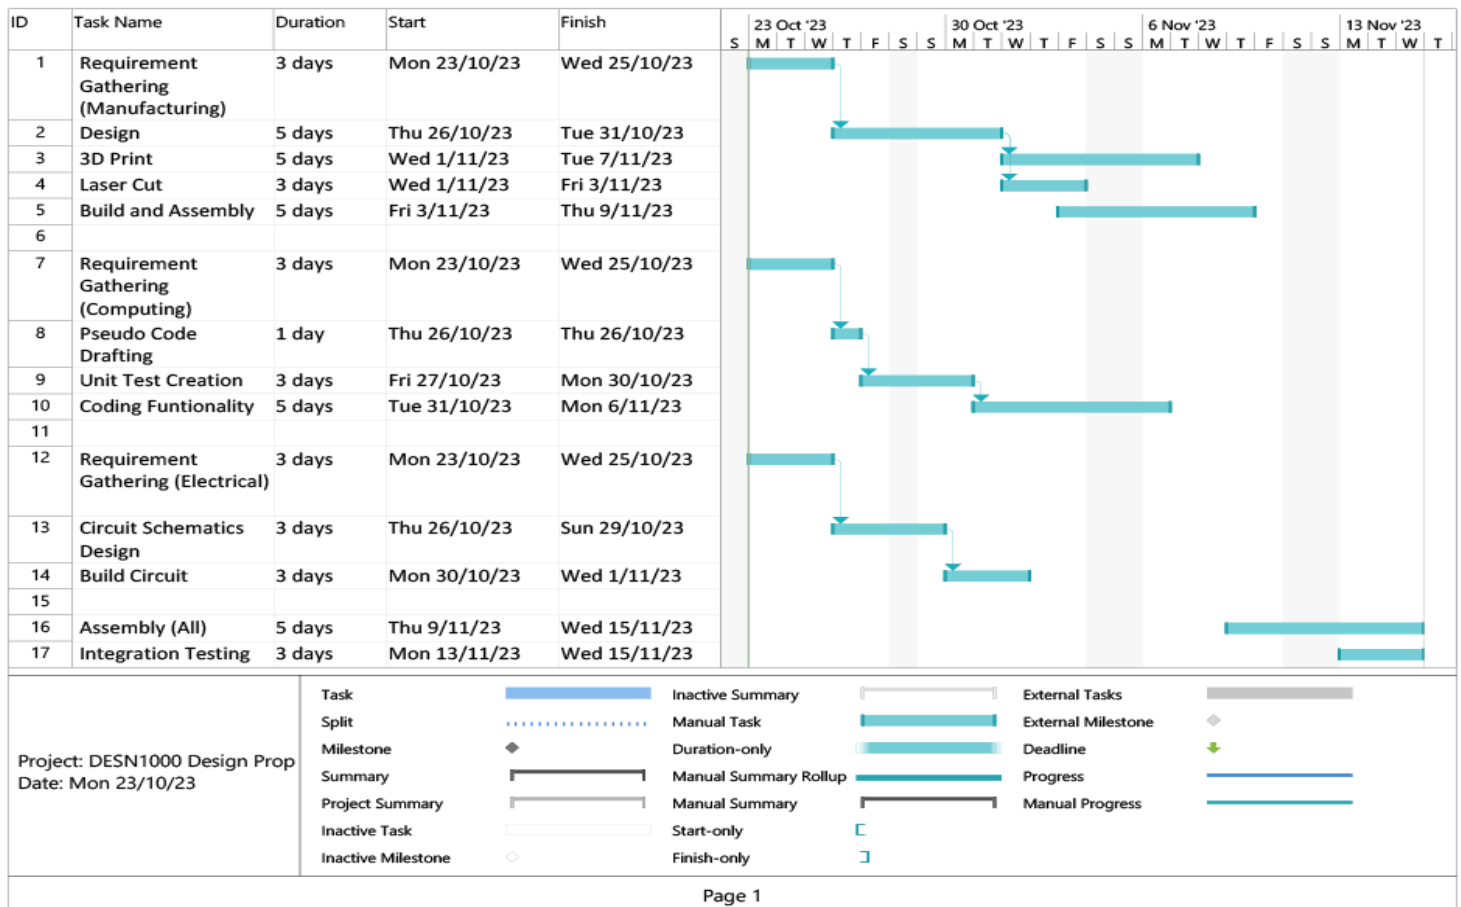 ID Task Name Duration Start Finish 23 Oct '23 30 Oct '23 6 Nov '23 13 Nov '23
S M T W T F S S M T W T F S S M T W T F S S M T W T
1 Requirement 3 days Mon 23/10/23 Wed 25/10/23
Gathering
(Manufacturing)
2 Design 5 days Thu 26/10/23 Tue 31/10/23
3 3D Print 5 days Wed 1/11/23 Tue 7/11/23
4 Laser Cut 3 days Wed 1/11/23 Fri 3/11/23
5 Build and Assembly 5 days Fri 3/11/23 Thu 9/11/23
6
7 Requirement 3 days Mon 23/10/23 Wed 25/10/23
Gathering
(Computing)
8 Pseudo Code 1 day Thu 26/10/23 Thu 26/10/23
Drafting
9 Unit Test Creation 3 days Fri 27/10/23 Mon 30/10/23
10 Coding Funtionality 5 days Tue 31/10/23 Mon 6/11/23
11
12 Requirement 3 days Mon 23/10/23 Wed 25/10/23
Gathering (Electrical)
13 Circuit Schematics 3 days Thu 26/10/23 Sun 29/10/23
Design
14 Build Circuit 3 days Mon 30/10/23 Wed 1/11/23
15
16 Assembly (All) 5 days Thu 9/11/23 Wed 15/11/23
17 Integration Testing 3 days Mon 13/11/23 Wed 15/11/23
Project: DESN1000 Design Prop
Date: Mon 23/10/23
Task Inactive Summary External Tasks
Split Manual Task External Milestone
Milestone Duration-only Deadline
Summary Manual Summary Rollup Progress
Project Summary Manual Summary Manual Progress
Inactive Task Start-only
Inactive Milestone Finish-only
Page 1